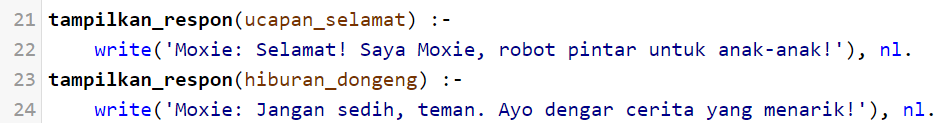 21 tampilkan_respon(ucapan_selamat) :-
22     write('Moxie: Selamat! Saya Moxie, robot pintar untuk anak-anak!'), nl.
23 tampilkan_respon(hiburan_dongeng) :-
24     write('Moxie: Jangan sedih, teman. Ayo dengar cerita yang menarik!'), nl.